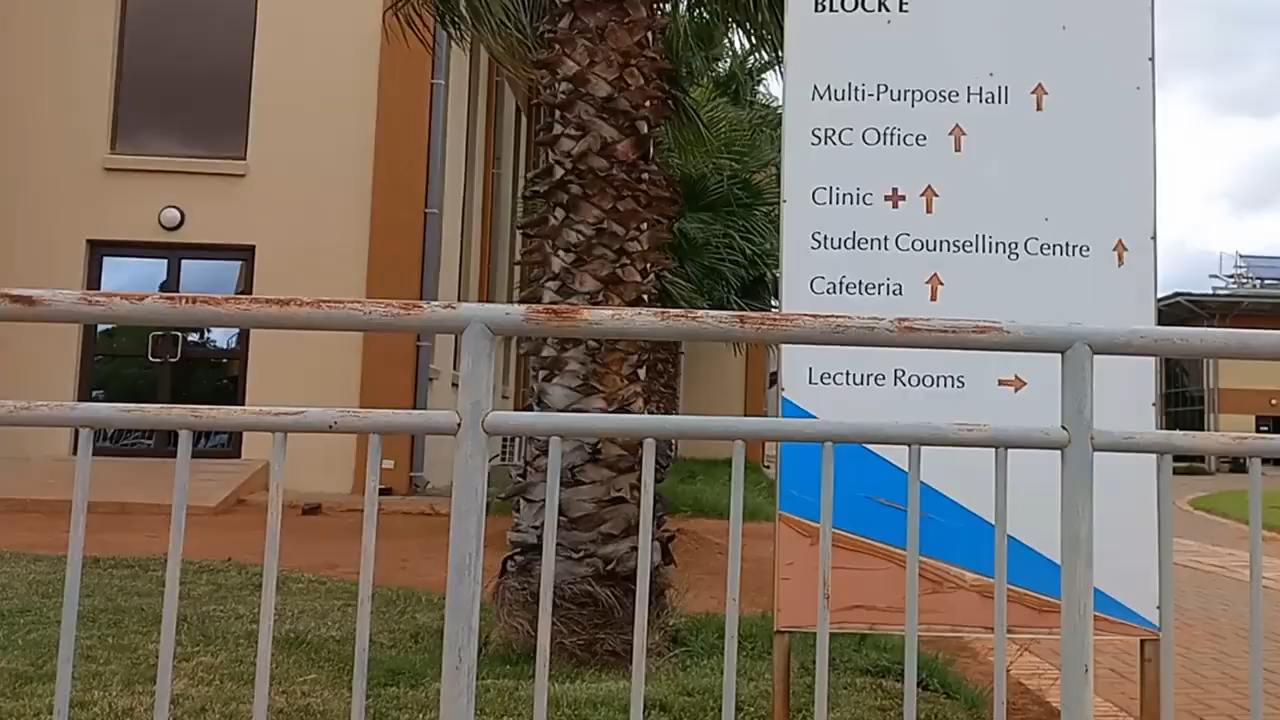 BLOCK E
Multi-Purpose Hall
SRC Office
Clinic
Student Counselling Centre
Cafeteria
Lecture Rooms